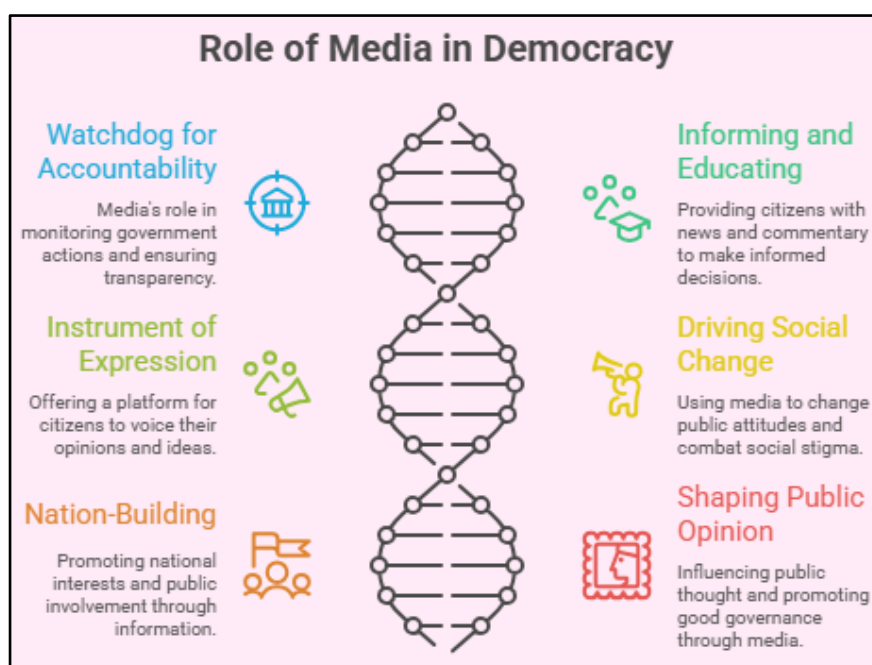 Role of Media in Democracy
Watchdog for
Accountability
Media's role in
monitoring government
actions and ensuring
transparency.
Instrument of
Expression
Offering a platform for
citizens to voice their
opinions and ideas.
Nation-Building
Promoting national
interests and public
involvement through
information.
Informing and
Educating
Providing citizens with
news and commentary
to make informed
decisions.
Driving Social
Change
Using media to change
public attitudes and
combat social stigma.
Shaping Public
Opinion
Influencing public
thought and promoting
good governance
through media.